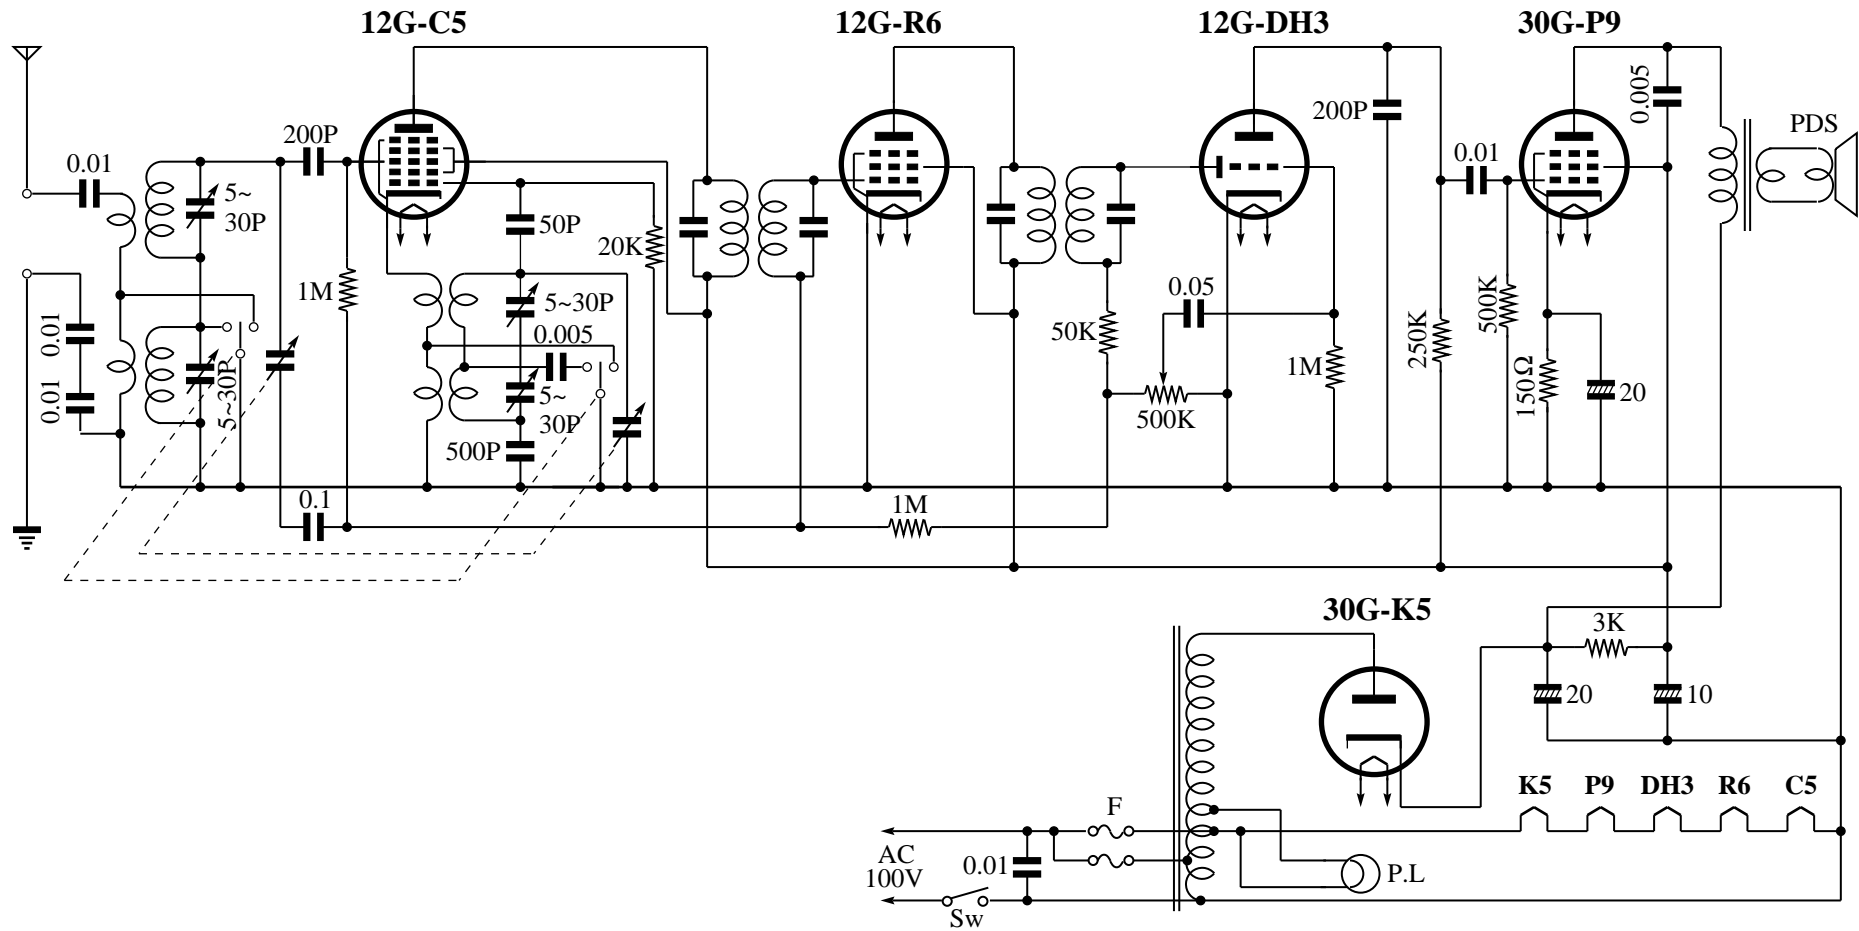 12G-C5
12G-R6
12G-DH3
30G-P9
0.01
5~
30P
200P
50P
20K
200P
0.01
0.005
PDS
1M
5~30P
0.005
0.01
0.01
5~30P
5~
30P
500P
0.1
0.05
50K
500K
1M
250K
500K
150Ω
20
1M
30G-K5
3K
20
10
K5
P9
DH3
R6
C5
F
AC
100V
0.01
P.L
Sw